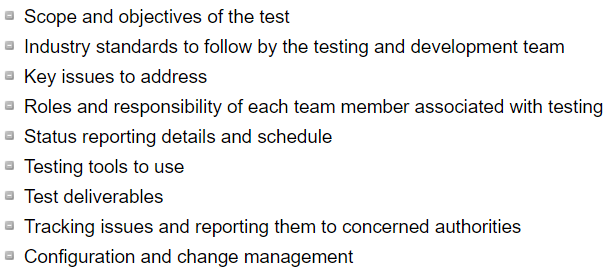 Scope and objectives of the test
Industry standards to follow by the testing and development team
Key issues to address
Roles and responsibility of each team member associated with testing
Status reporting details and schedule
Testing tools to use
Test deliverables
Tracking issues and reporting them to concerned authorities
Configuration and change management